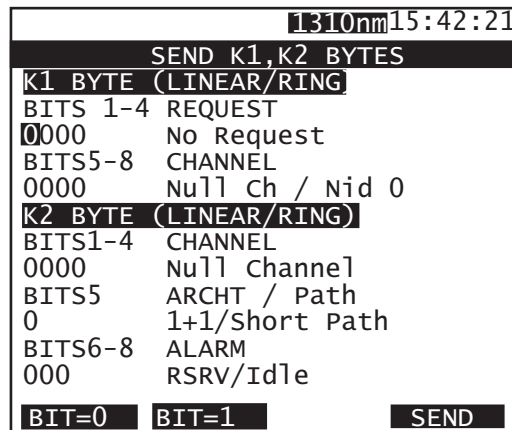 1310nm 15:42:21
SEND K1,K2 BYTES
K1 BYTE (LINEAR/RING)
BITS 1-4 REQUEST
0000 No Request
BITS5-8 CHANNEL
0000 Null Ch / Nid 0
K2 BYTE (LINEAR/RING)
BITS1-4 CHANNEL
0000 Null Channel
BITS5 ARCHT / Path
0 1+1/Short Path
BITS6-8 ALARM
000 RSRV/Idle
BIT=0 BIT=1 SEND